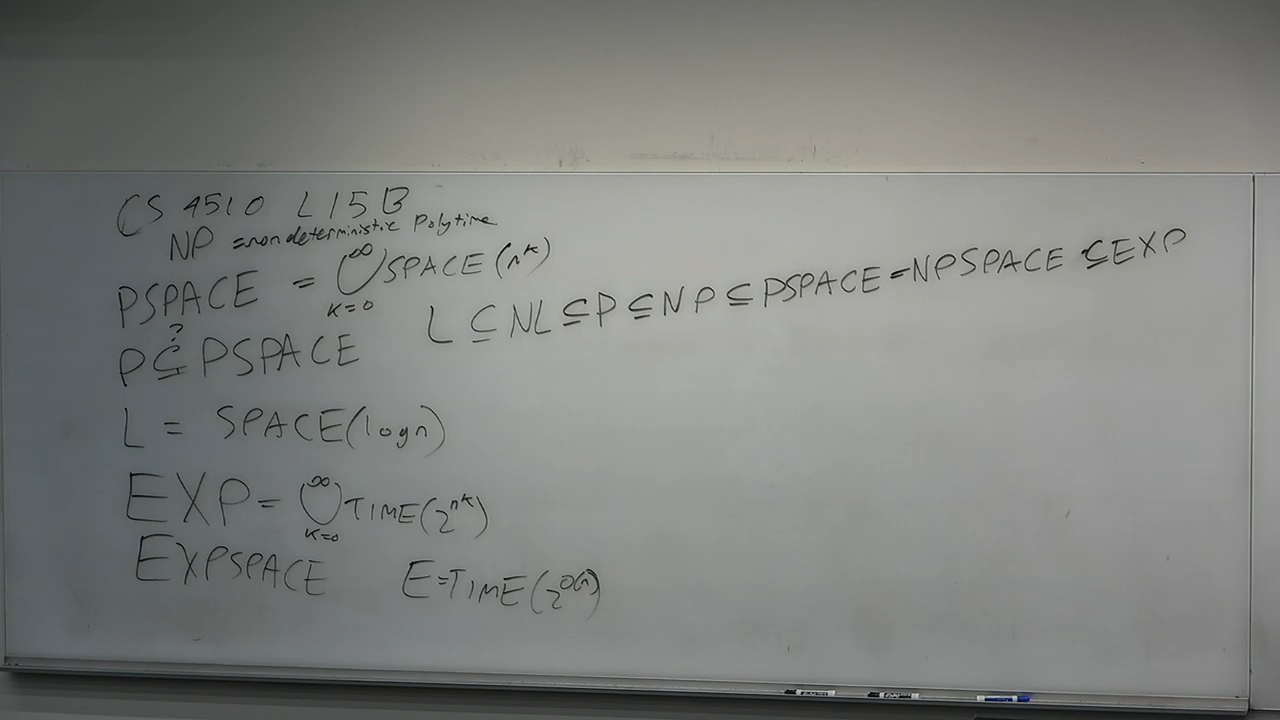 CS 4510 L15B
NP = nondeterministic Polytime
PSPACE = ∞⋃k=0 SPACE(n^k)
L ⊆ NL ⊆ P ⊆ NP ⊆ PSPACE = NPSPACE ⊆ EXP
P ⊊? PSPACE
L = SPACE(logn)
EXP = ∞⋃k=0 TIME(2^n^k)
EXPSPACE E=TIME(2^O(n))